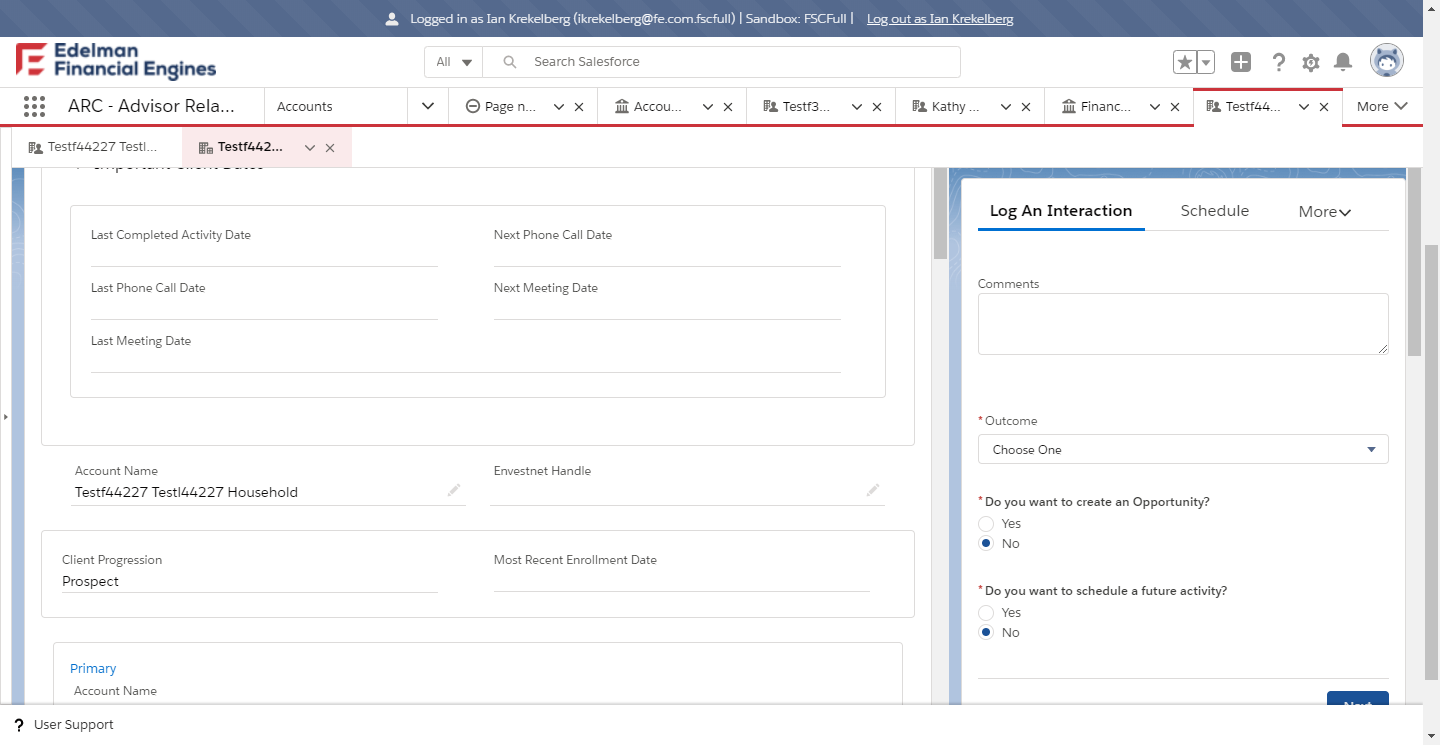 Logged in as Ian Krekelberg (ikrekelberg@fe.com.fscfull) | Sandbox: FSCFull | Log out as Ian Krekelberg
Edelman
Financial Engines
All
Search Salesforce
ARC - Advisor Rela...
Accounts
Page n...
Accou...
Testf3...
Kathy ...
Financ...
Testf44...
More
Testf44227 Testl...
Testf442...
Important Client Dates
Last Completed Activity Date
Next Phone Call Date
Last Phone Call Date
Next Meeting Date
Last Meeting Date
Account Name
Envestnet Handle
Testf44227 Testl44227 Household
Client Progression
Most Recent Enrollment Date
Prospect
Primary
Account Name
Log An Interaction
Schedule
More
Comments
*Outcome
Choose One
*Do you want to create an Opportunity?
Yes
No
*Do you want to schedule a future activity?
Yes
No
Next
? User Support